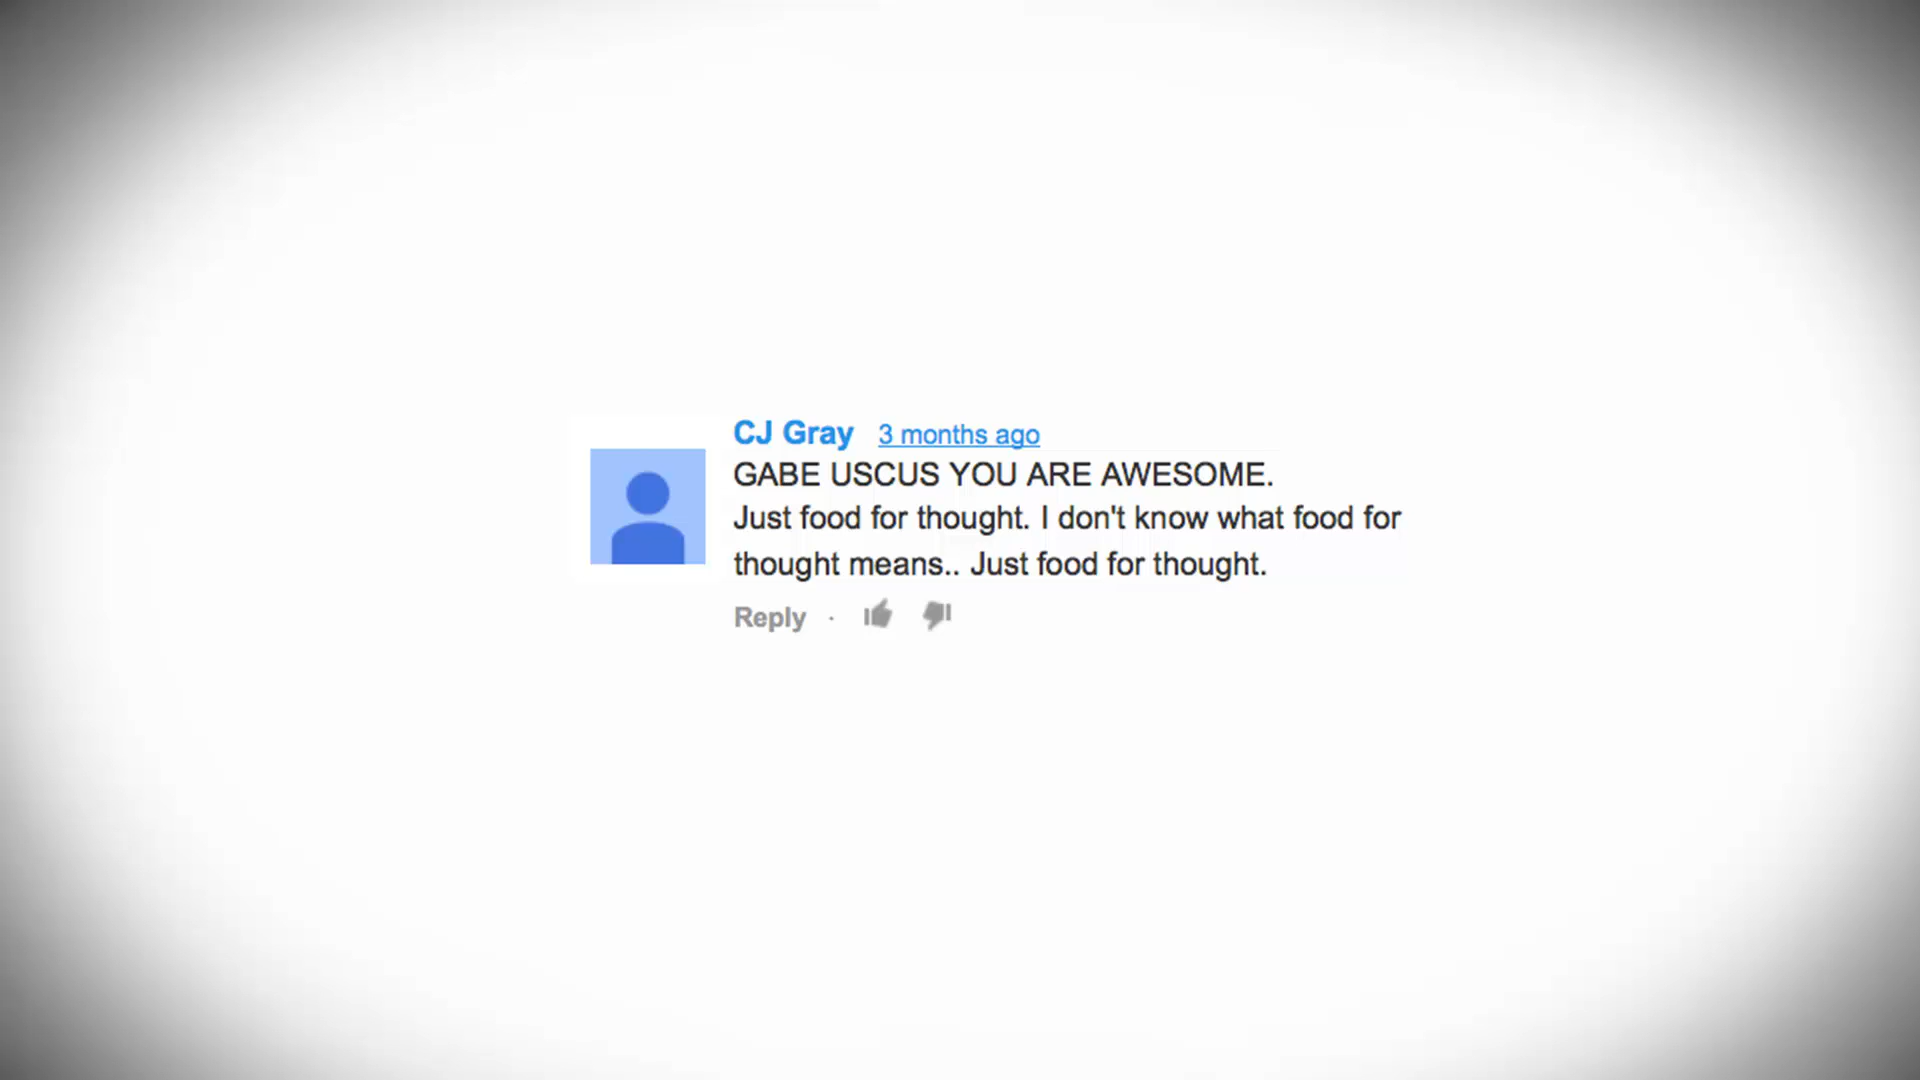 CJ Gray 3 months ago
GABE USCUS YOU ARE AWESOME.
Just food for thought. I don't know what food for
thought means.. Just food for thought.
Reply ·